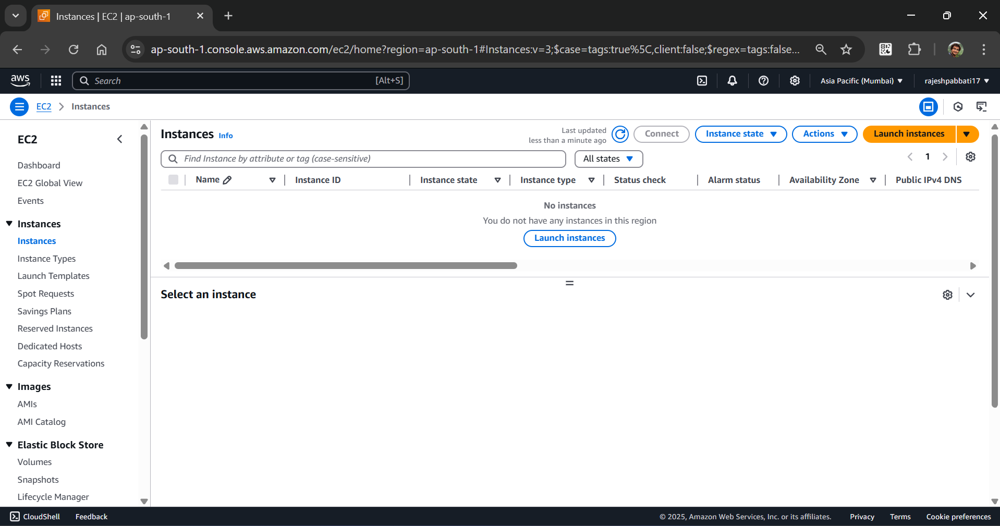 Instances | EC2 | ap-south-1
ap-south-1.console.aws.amazon.com/ec2/home?region=ap-south-1#Instances:v=3;$case=tags:true%5C,client:false;$regex=tags:false...
aws
Search
[Alt+S]
Asia Pacific (Mumbai)
rajeshpabbati17
EC2
Instances
EC2
Dashboard
EC2 Global View
Events
Instances
Instances
Instance Types
Launch Templates
Spot Requests
Savings Plans
Reserved Instances
Dedicated Hosts
Capacity Reservations
Images
AMIs
AMI Catalog
Elastic Block Store
Volumes
Snapshots
Lifecycle Manager
Instances Info
Last updated
less than a minute ago
Connect
Instance state
Actions
Launch instances
Find Instance by attribute or tag (case-sensitive)
All states
1
Name
Instance ID
Instance state
Instance type
Status check
Alarm status
Availability Zone
Public IPv4 DNS
No instances
You do not have any instances in this region
Launch instances
Select an instance
CloudShell
Feedback
© 2025, Amazon Web Services, Inc. or its affiliates.
Privacy
Terms
Cookie preferences